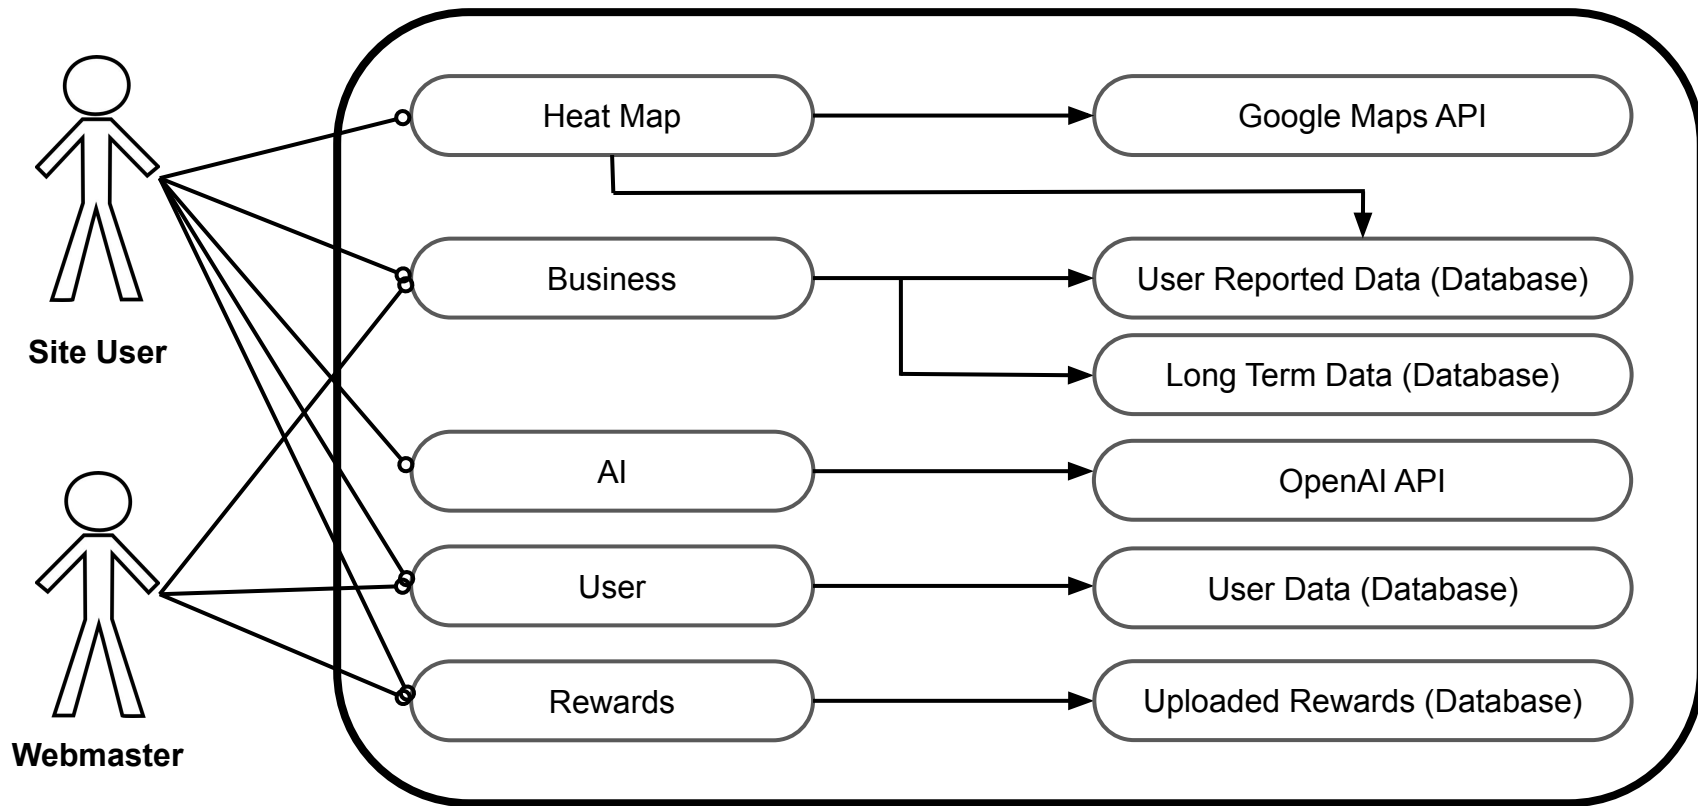 Heat Map
Google Maps API
Business
User Reported Data (Database)
Site User
Long Term Data (Database)
AI
OpenAI API
User
User Data (Database)
Rewards
Uploaded Rewards (Database)
Webmaster